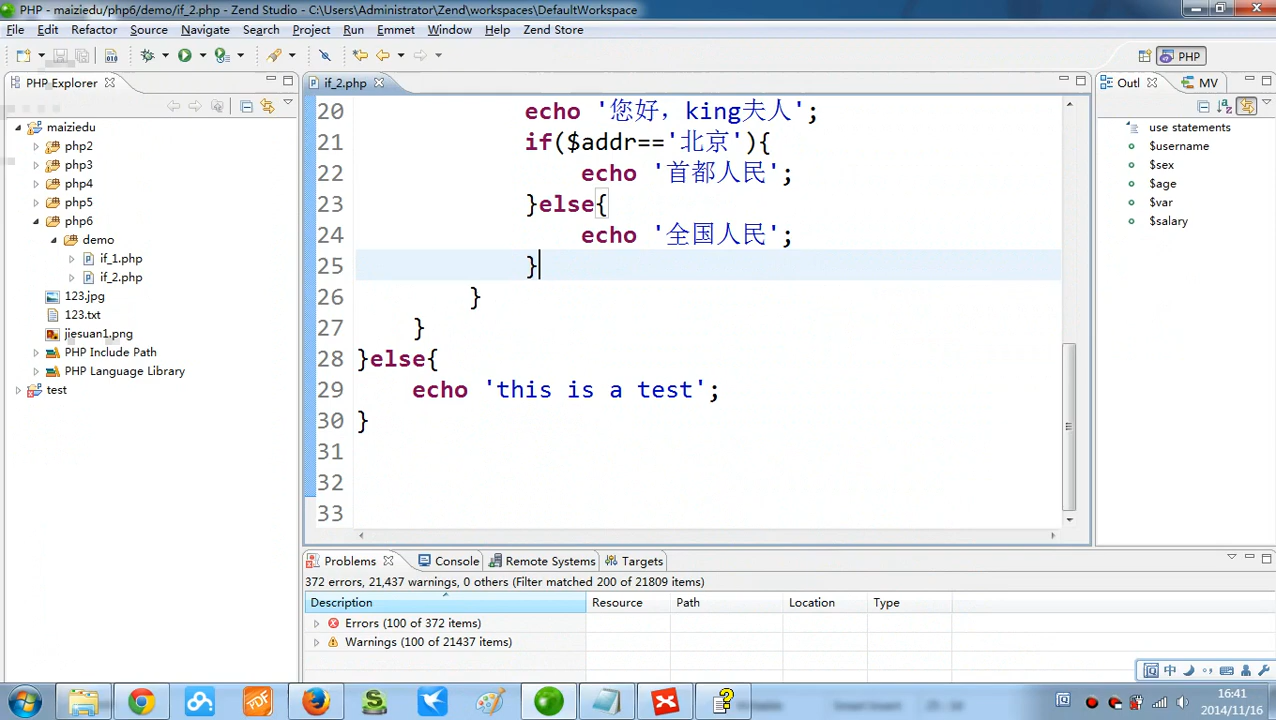 PHP - maiziedu/php6/demo/if_2.php - Zend Studio - C:\Users\Administrator\Zend\workspaces\DefaultWorkspace
File Edit Refactor Source Navigate Search Project Run Emmet Window Help Zend Store
PHP
PHP Explorer
if_2.php
Outl
MV
maiziedu
php2
php3
php4
php5
php6
demo
if_1.php
if_2.php
123.jpg
123.txt
jiesuan1.png
PHP Include Path
PHP Language Library
test
20 echo '您好，king夫人';
21 if($addr=='北京'){
22 echo '首都人民';
23 }else{
24 echo '全国人民';
25 }
26 }
27 }
28 }else{
29 echo 'this is a test';
30 }
31
32
33
use statements
$username
$sex
$age
$var
$salary
Problems Console Remote Systems Targets
372 errors, 21,437 warnings, 0 others (Filter matched 200 of 21809 items)
Description Resource Path Location Type
Errors (100 of 372 items)
Warnings (100 of 21437 items)
中
PDF
16:41
2014/11/16